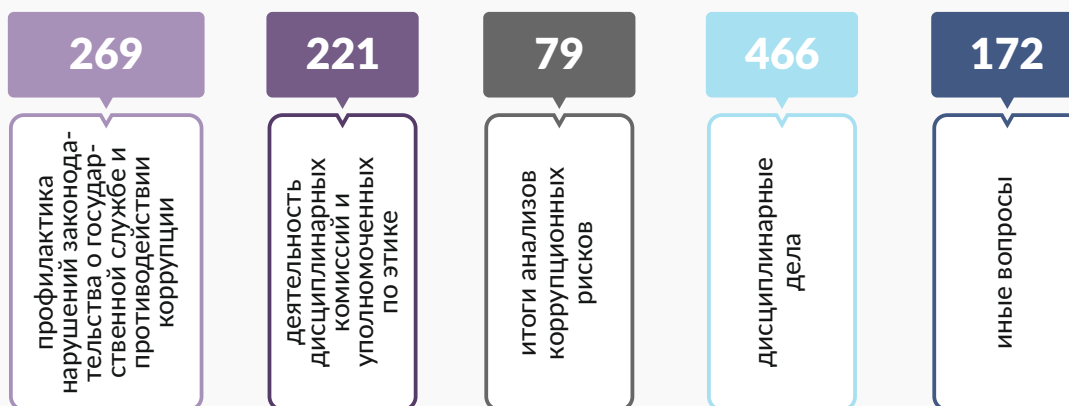 269
профилактика
нарушений законода-
тельства о государ-
ственной службе и
противодействии
коррупции
221
деятельность
дисциплинарных
комиссий и
уполномоченных
по этике
79
итоги анализов
коррупционных
рисков
466
дисциплинарные
дела
172
иные вопросы